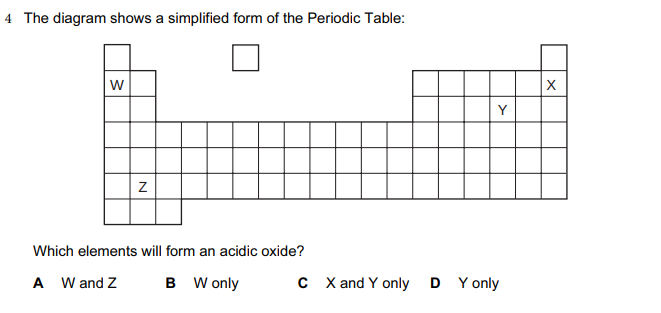 4 The diagram shows a simplified form of the Periodic Table:
W X
Y
Z
Which elements will form an acidic oxide?
A W and Z B W only C X and Y only D Y only